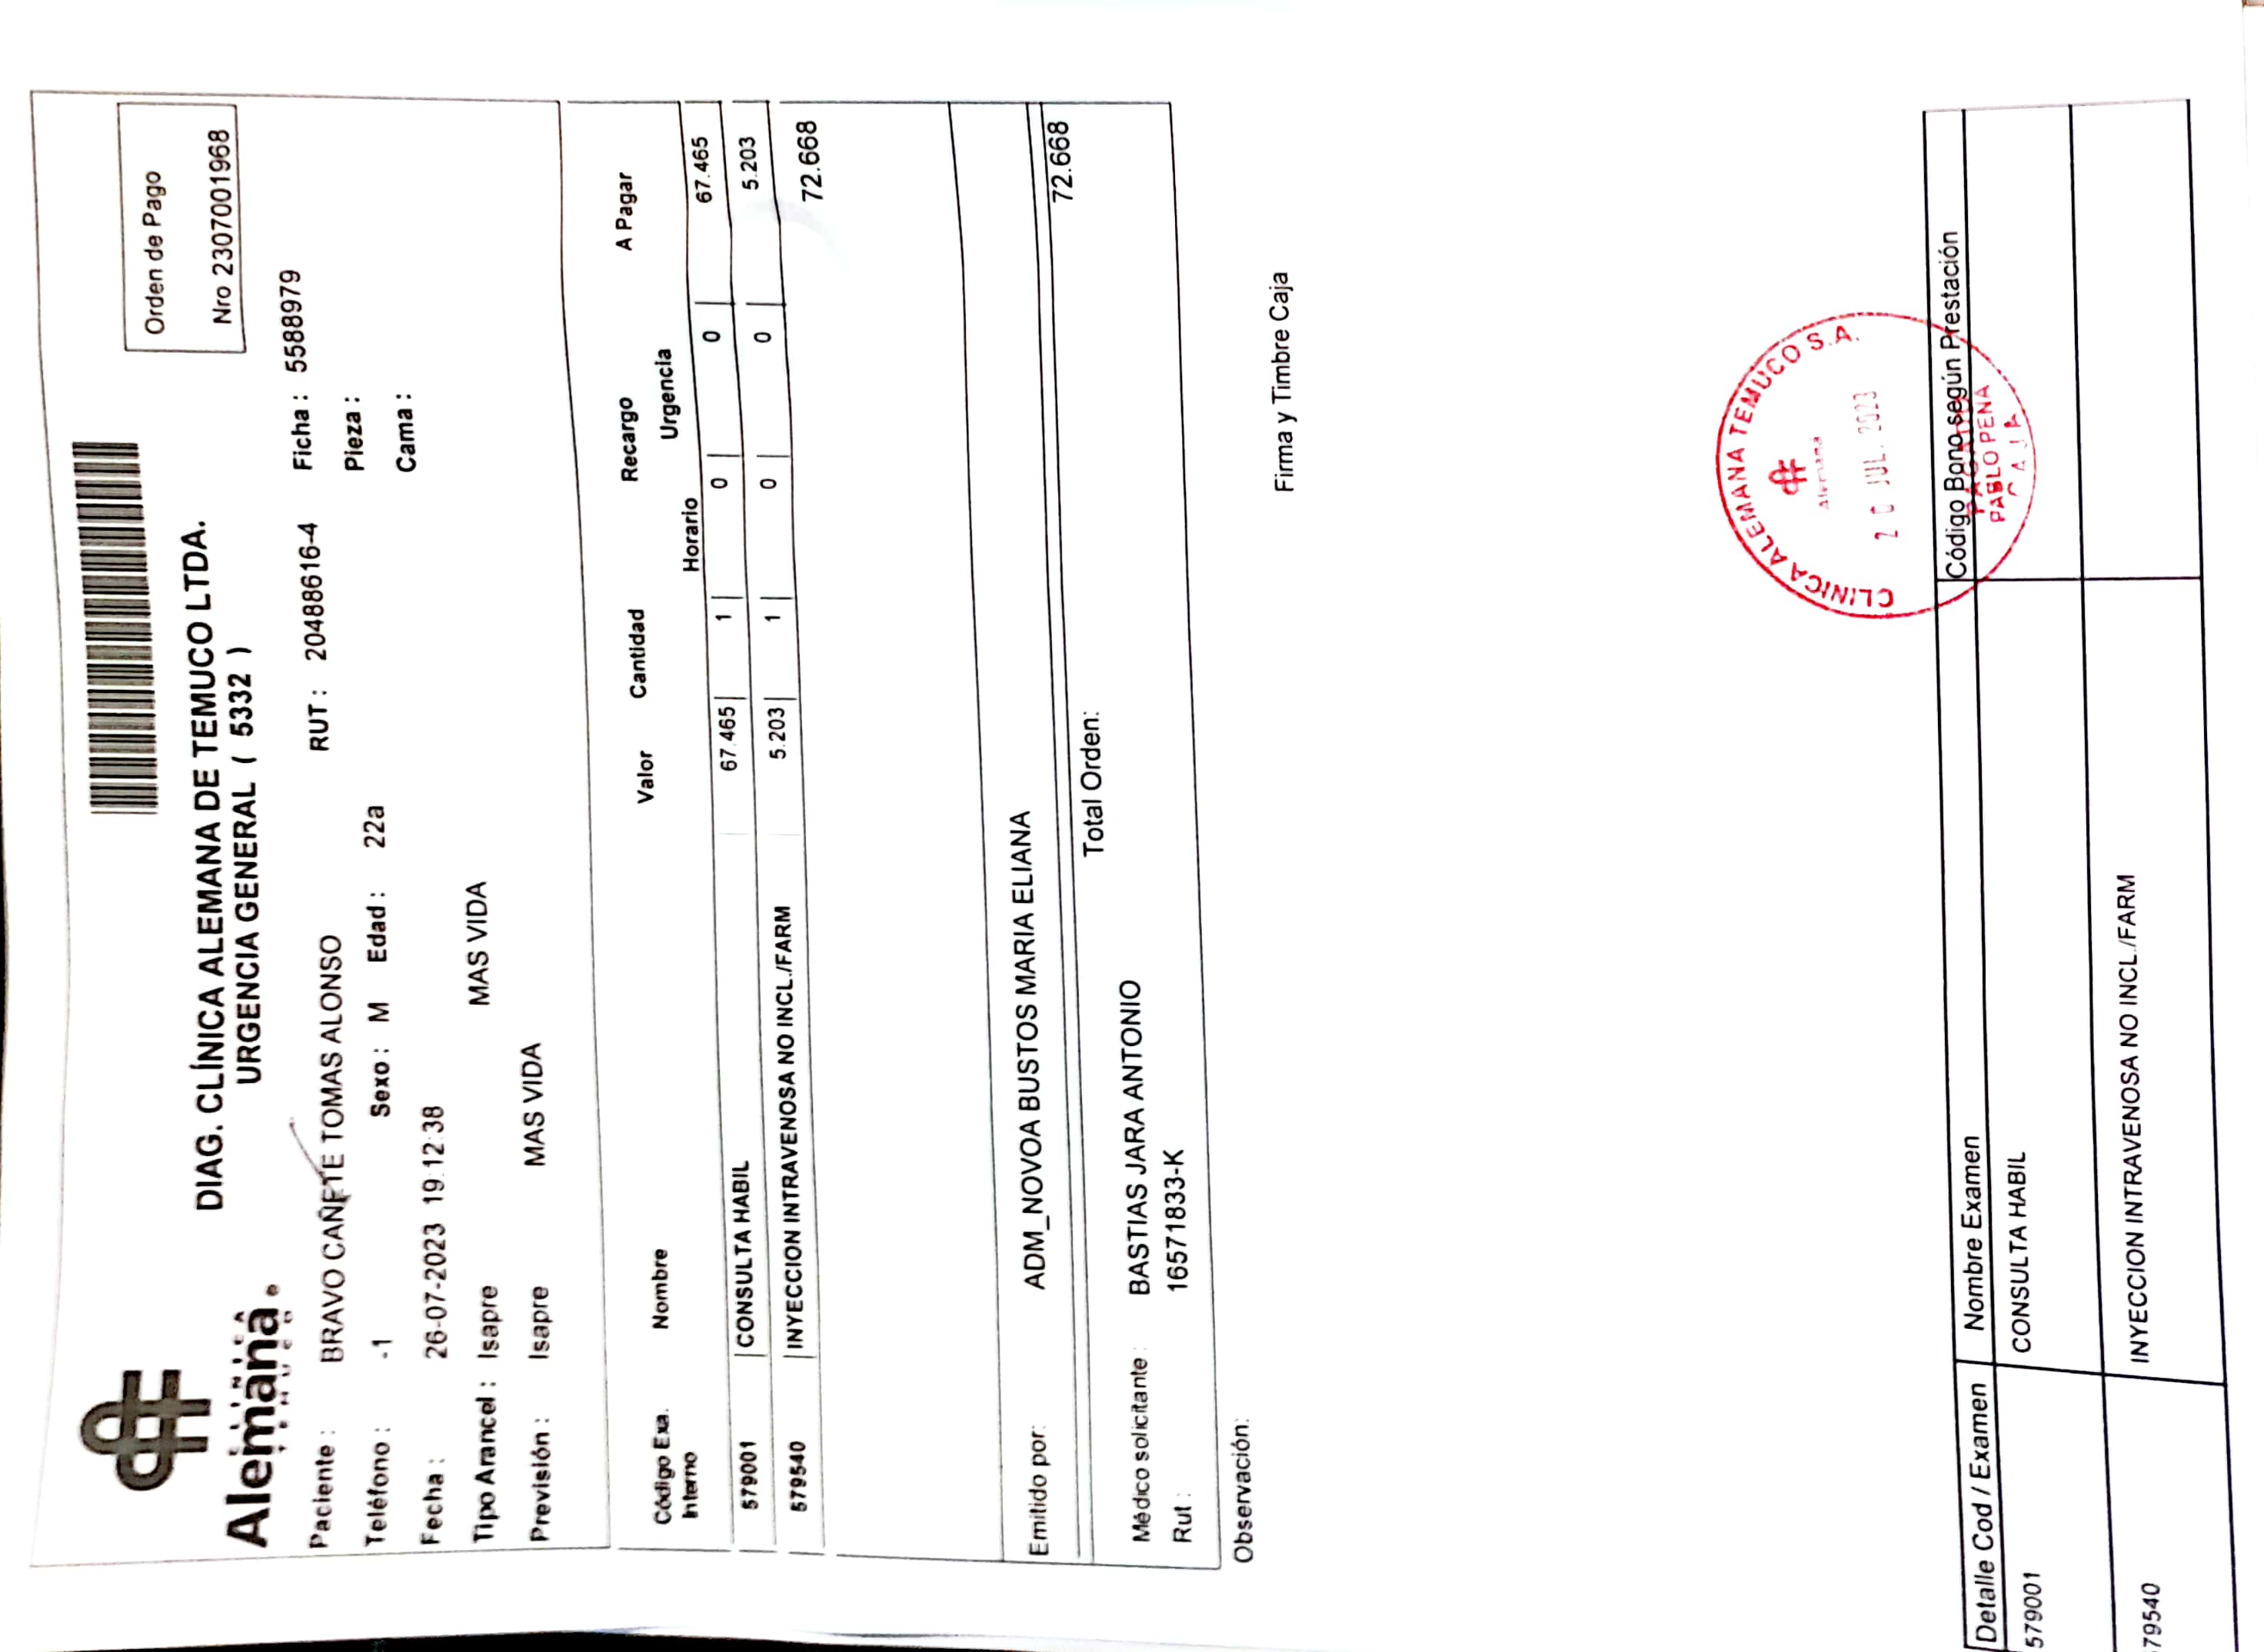 Orden de Pago
Nro 2307001968
CLINICA
Alemana.
TEMUCO
DIAG. CLÍNICA ALEMANA DE TEMUCO LTDA.
URGENCIA GENERAL ( 5332 )
Paciente : BRAVO CAÑETE TOMAS ALONSO RUT : 20488616-4 Ficha : 5588979
Teléfono : -1 Sexo : M Edad : 22a Pieza :
Fecha : 26-07-2023 19:12:38 Cama :
Tipo Arancel : Isapre MAS VIDA
Previsión : Isapre MAS VIDA
Código Exa. Nombre Valor Cantidad Recargo A Pagar
Interno Horario Urgencia
579001 CONSULTA HABIL 67.465 1 0 0 67.465
579540 INYECCION INTRAVENOSA NO INCL./FARM 5.203 1 0 0 5.203
72.668
Emitido por: ADM_NOVOA BUSTOS MARIA ELIANA
Total Orden: 72.668
Médico solicitante : BASTIAS JARA ANTONIO
Rut : 16571833-K
Observación:
Firma y Timbre Caja
CLINICA ALEMANA TEMUCO S.A.
Alemana
JUL. 2023
PABLO PENA
CAJA
Detalle Cod / Examen Nombre Examen Código Bono según Prestación
579001 CONSULTA HABIL
79540 INYECCION INTRAVENOSA NO INCL./FARM